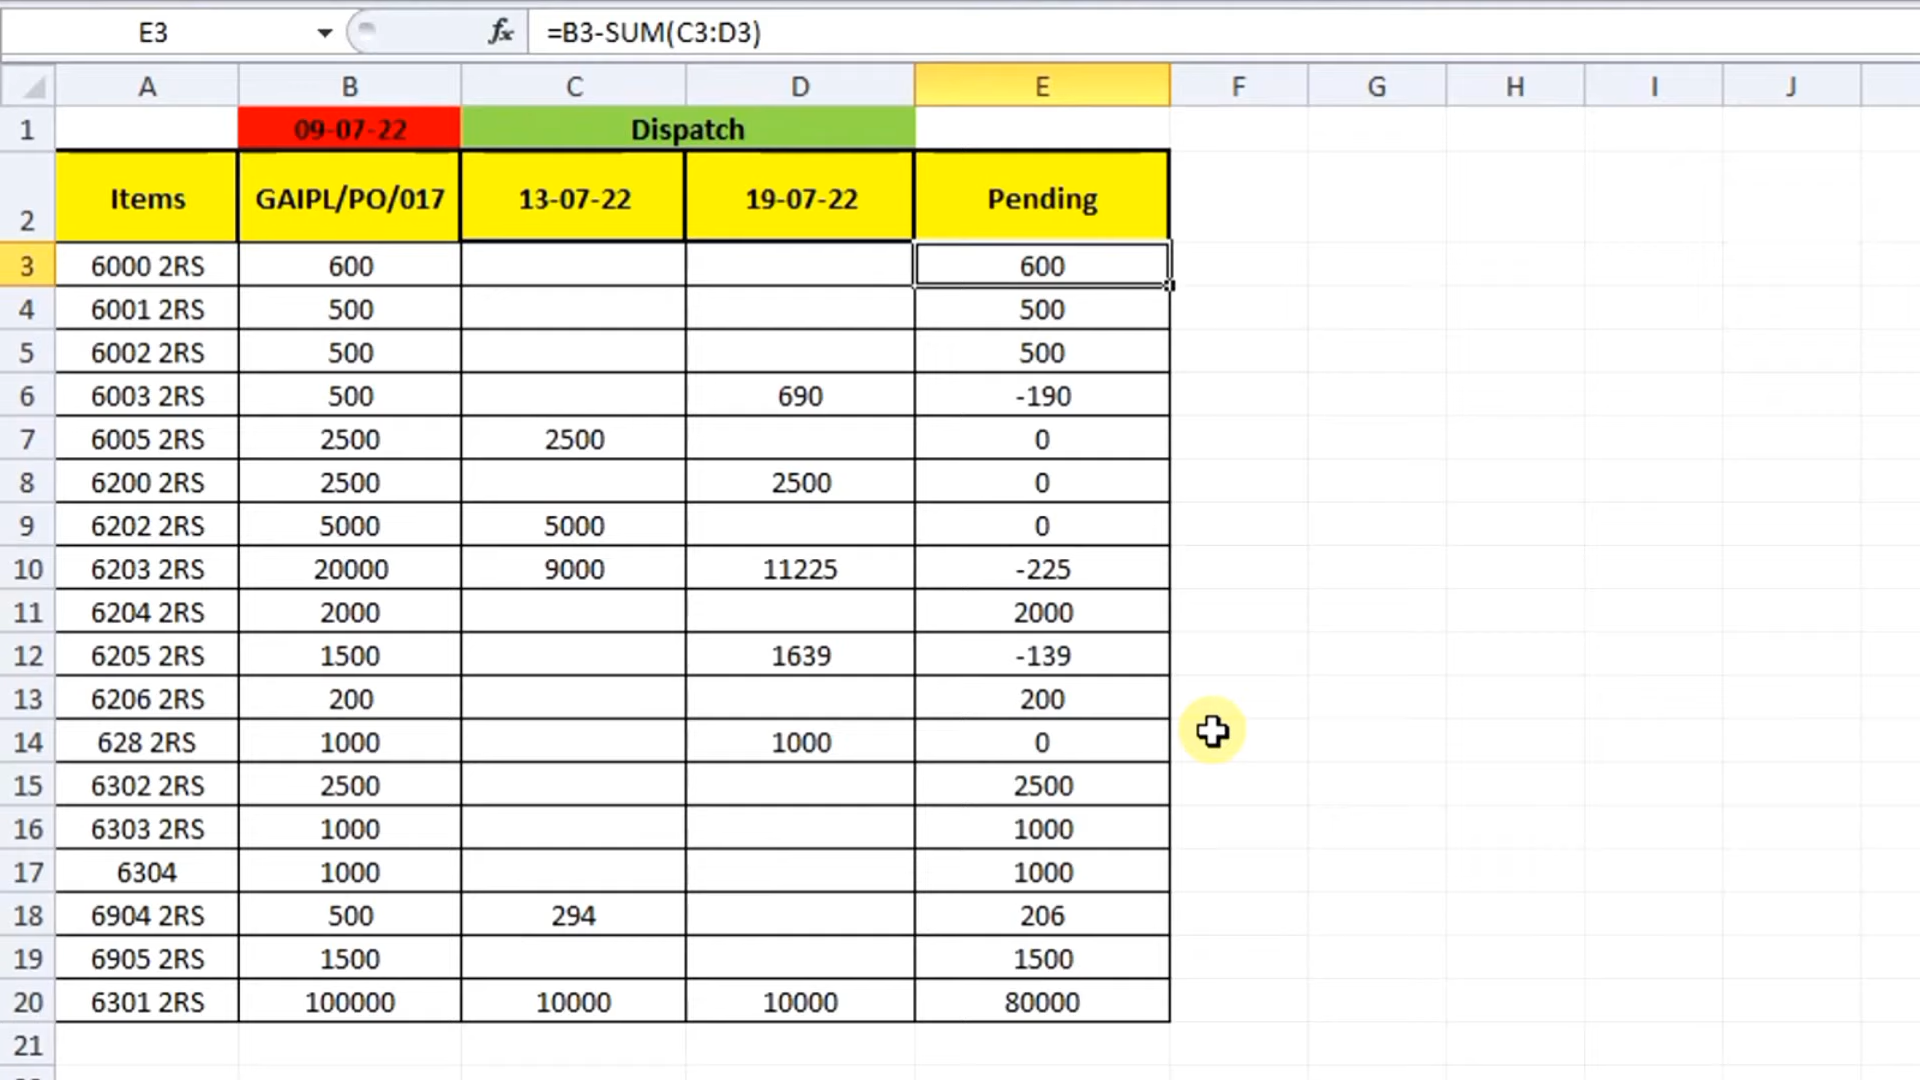 E3 fx =B3-SUM(C3:D3)
A B C D E F G H I J
1 09-07-22 Dispatch
2 Items GAIPL/PO/017 13-07-22 19-07-22 Pending
3 6000 2RS 600 600
4 6001 2RS 500 500
5 6002 2RS 500 500
6 6003 2RS 500 690 -190
7 6005 2RS 2500 2500 0
8 6200 2RS 2500 2500 0
9 6202 2RS 5000 5000 0
10 6203 2RS 20000 9000 11225 -225
11 6204 2RS 2000 2000
12 6205 2RS 1500 1639 -139
13 6206 2RS 200 200
14 628 2RS 1000 1000 0
15 6302 2RS 2500 2500
16 6303 2RS 1000 1000
17 6304 1000 1000
18 6904 2RS 500 294 206
19 6905 2RS 1500 1500
20 6301 2RS 100000 10000 10000 80000
21